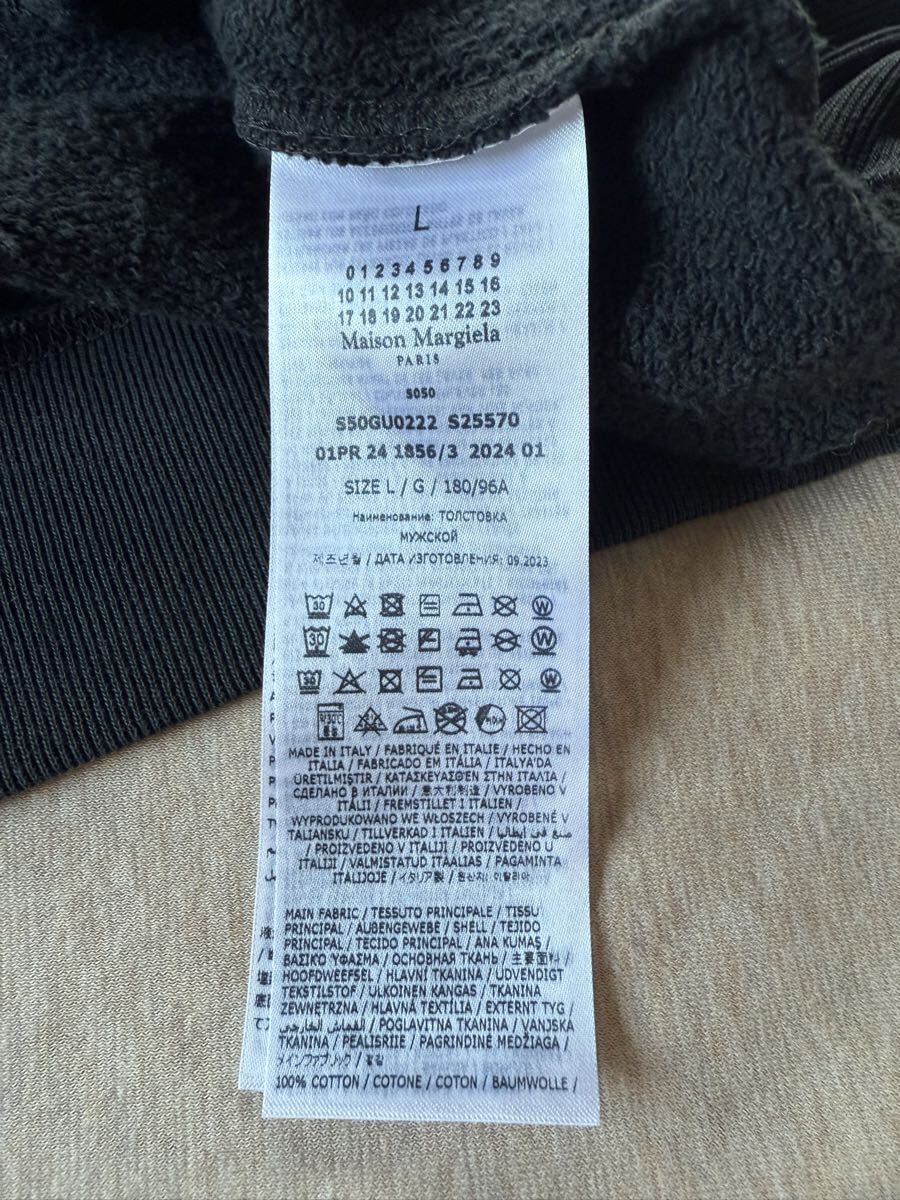 L
0 1 2 3 4 5 6 7 8 9
10 11 12 13 14 15 16
17 18 19 20 21 22 23
Maison Margiela
PARIS
S050
S50GU0222 S25570
01PR 24 1856/3 2024 01
SIZE L / G / 180/96A
Наименование: ТОЛСТОВКА
МУЖСКОЙ
제조년월 / ДАТА ИЗГОТОВЛЕНИЯ: 09.2023
30 W
30 W
30 W
MADE IN ITALY / FABRIQUÉ EN ITALIE / HECHO EN
ITALIA / FABRICADO EM ITÁLIA / ITALYA'DA
ÜRETILMIŞTIR / ΚΑΤΑΣΚΕΥΑΣΘΕΝ ΣΤΗΝ ΙΤΑΛΙΑ /
СДЕЛАНО В ИТАЛИИ / 意大利制造 / VYROBENO V
ITÁLII / FREMSTILLET I ITALIEN /
WYPRODUKOWANO WE WŁOSZECH / VYROBENÉ V
TALIANSKU / TILLVERKAD I ITALIEN / صنع في إيطاليا
/ PROIZVEDENO V ITALIJI / PROIZVEDENO U
ITALIJI / VALMISTATUD ITAALIAS / PAGAMINTA
ITALIJOJE / イタリア製 / 원산지: 이탈리아
MAIN FABRIC / TESSUTO PRINCIPALE / TISSU
PRINCIPAL / AUßENGEWEBE / SHELL / TEJIDO
PRINCIPAL / TECIDO PRINCIPAL / ANA KUMAŞ /
ΒΑΣΙΚΟ ΥΦΑΣΜΑ / ОСНОВНАЯ ТКАНЬ / 主要面料 /
HOOFDWEEFSEL / HLAVNÍ TKANINA / UDVENDIGT
TEKSTILSTOF / ULKOINEN KANGAS / TKANINA
ZEWNĘTRZNA / HLAVNÁ TEXTÍLIA / EXTERNT TYG /
القماش الخارجي / POGLAVITNA TKANINA / VANJSKA
TKANINA / PEALISRIIE / PAGRINDINĖ MEDŽIAGA /
メインファブリック / 겉감
100% COTTON / COTONE / COTON / BAUMWOLLE /